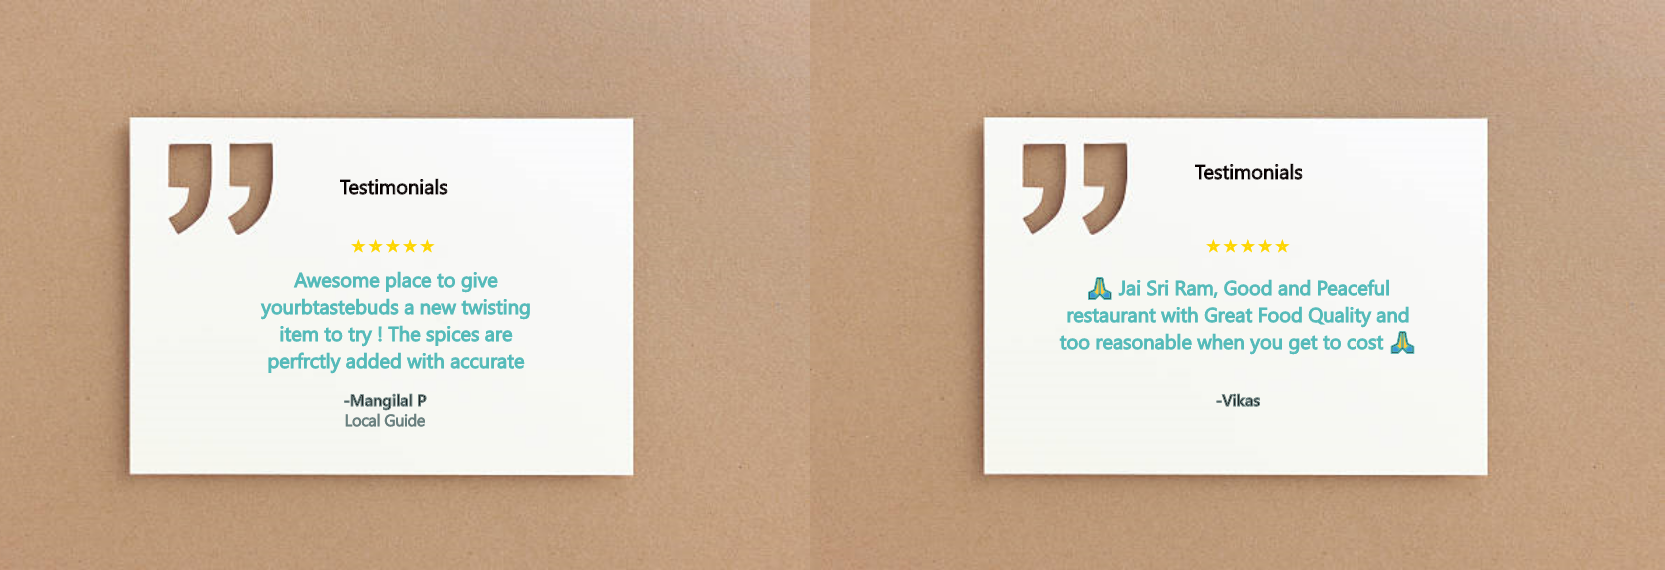 Testimonials
★★★★★
Awesome place to give
yourbtastebuds a new twisting
item to try ! The spices are
perfrctly added with accurate
-Mangilal P
Local Guide
Testimonials
★★★★★
🙏 Jai Sri Ram, Good and Peaceful
restaurant with Great Food Quality and
too reasonable when you get to cost 🙏
-Vikas